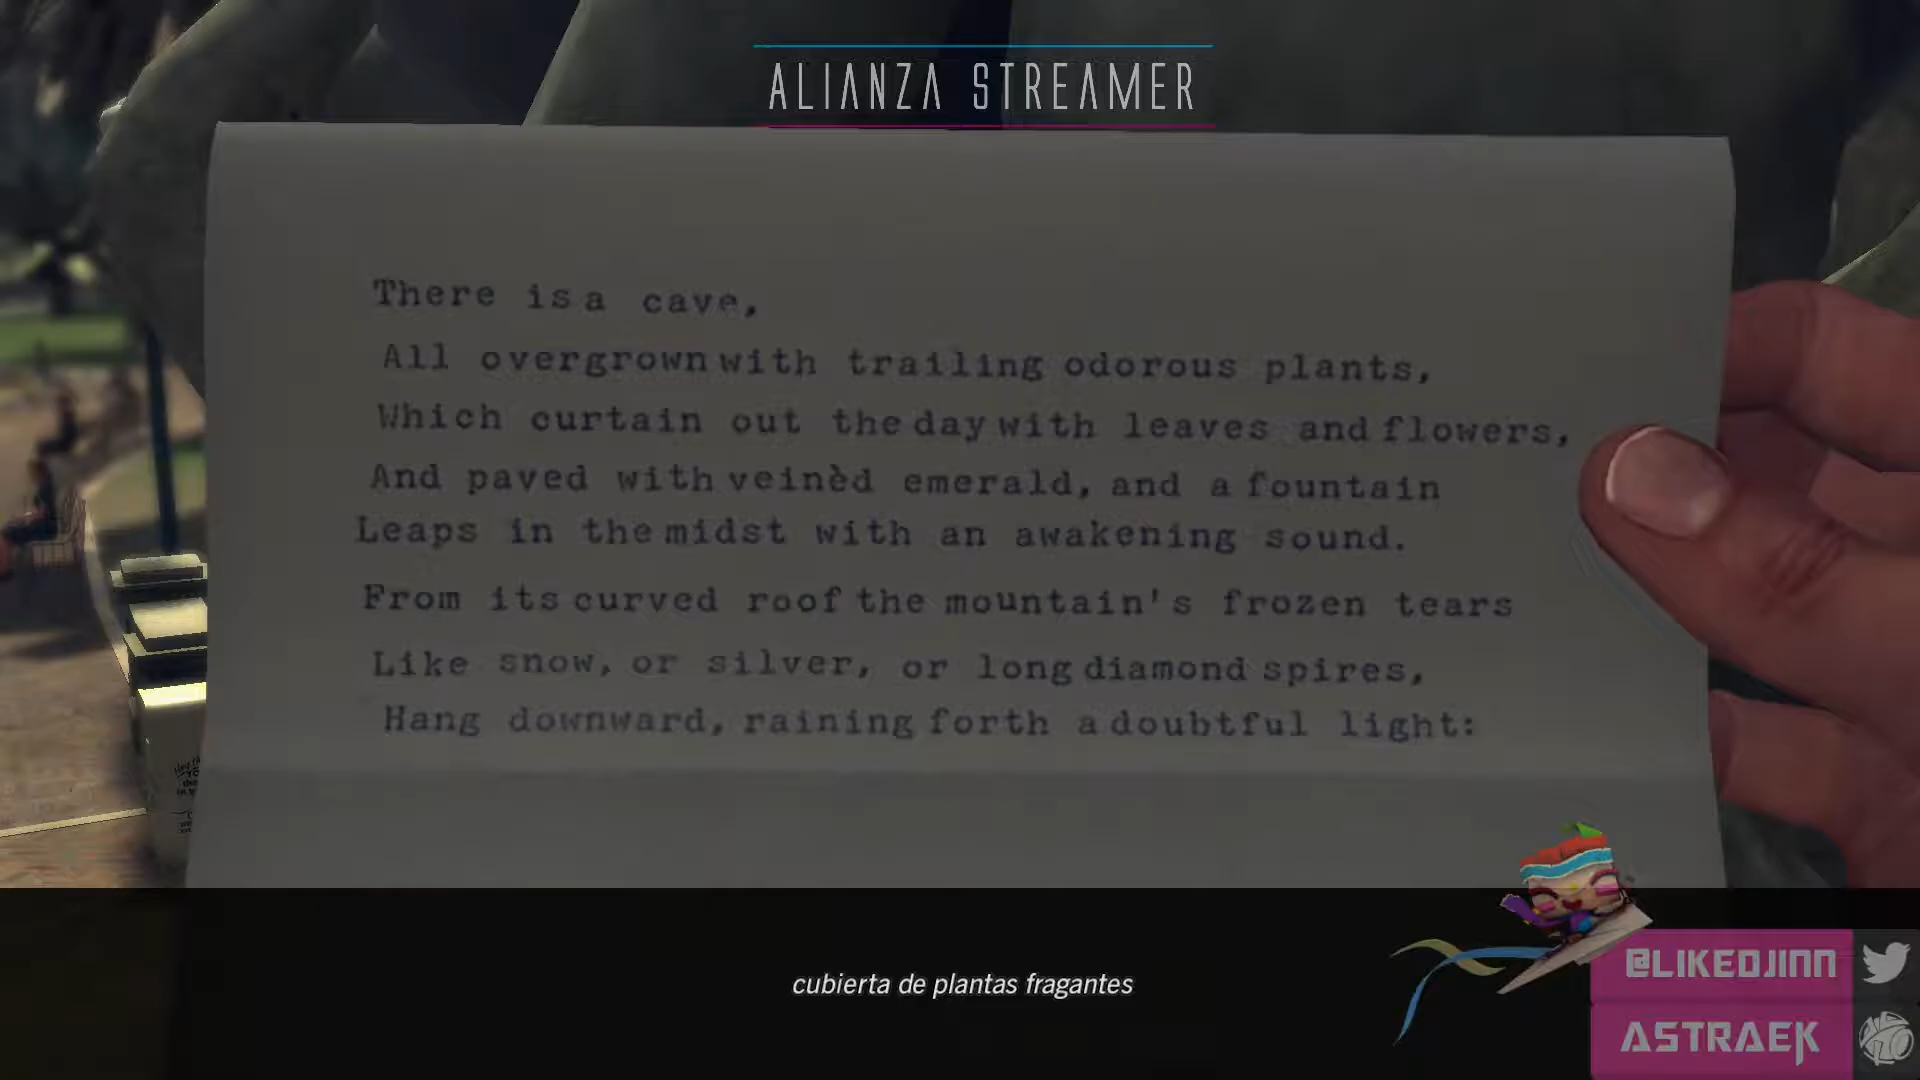 ALIANZA STREAMER
There is a cave,
All overgrown with trailing odorous plants,
Which curtain out the day with leaves and flowers,
And paved with veinèd emerald, and a fountain
Leaps in the midst with an awakening sound.
From its curved roof the mountain's frozen tears
Like snow, or silver, or long diamond spires,
Hang downward, raining forth a doubtful light:
cubierta de plantas fragantes
@LIKEDJINN
ASTRAEK